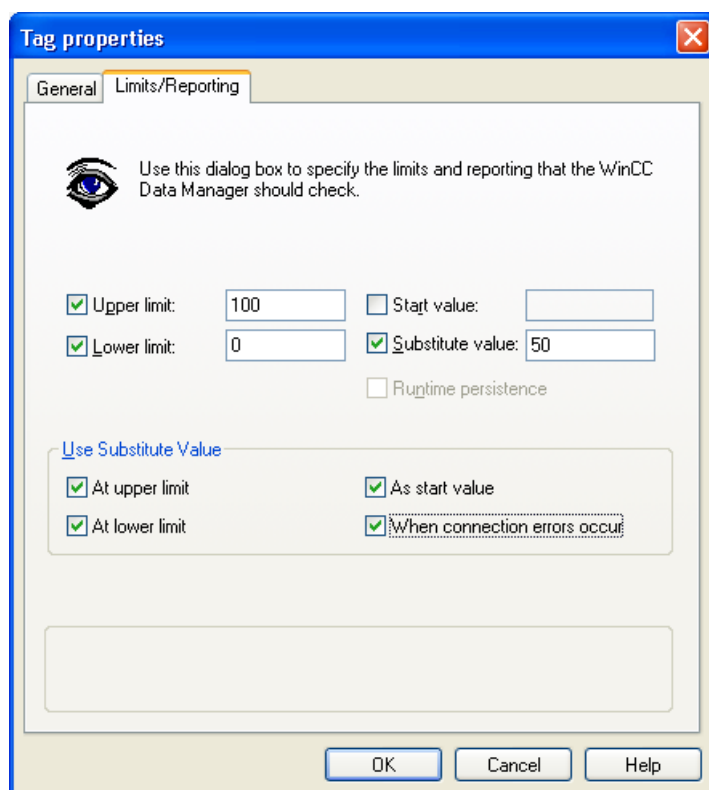 Tag properties
General
Limits/Reporting
Use this dialog box to specify the limits and reporting that the WinCC
Data Manager should check.
Upper limit: 100
Start value:
Lower limit: 0
Substitute value: 50
Runtime persistence
Use Substitute Value
At upper limit
As start value
At lower limit
When connection errors occur
OK
Cancel
Help